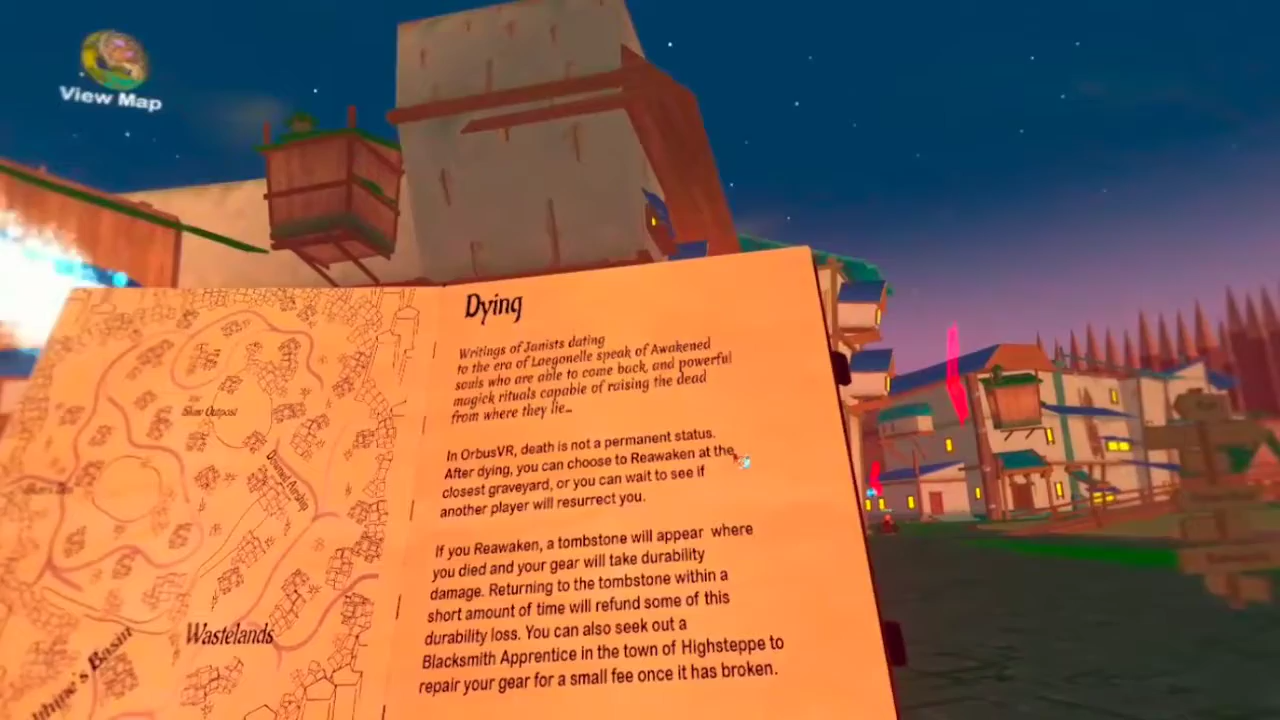 View Map
Dying
Writings of Janists dating
to the era of Laegonelle speak of Awakened
souls who are able to come back, and powerful
magick rituals capable of raising the dead
from where they lie...
In OrbusVR, death is not a permanent status.
After dying, you can choose to Reawaken at the
closest graveyard, or you can wait to see if
another player will resurrect you.
If you Reawaken, a tombstone will appear where
you died and your gear will take durability
damage. Returning to the tombstone within a
short amount of time will refund some of this
durability loss. You can also seek out a
Blacksmith Apprentice in the town of Highsteppe to
repair your gear for a small fee once it has broken.
Outpost
Wastelands
Basin